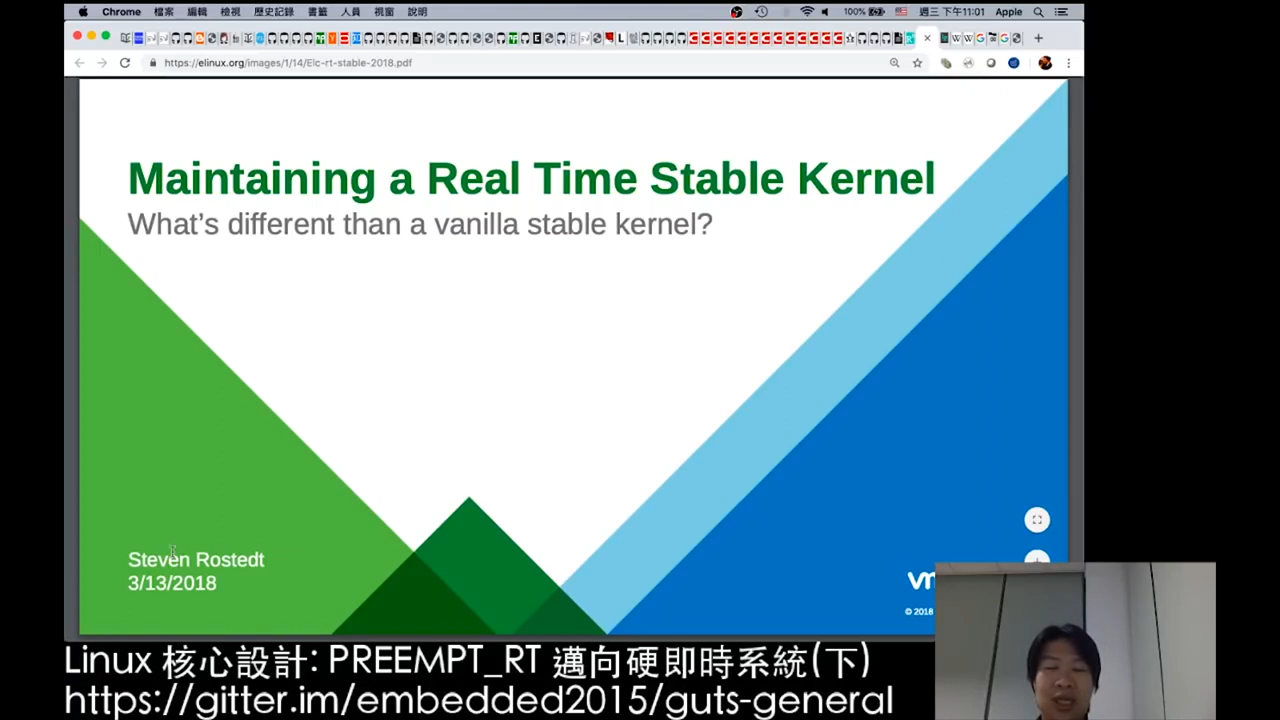 Chrome 檔案 編輯 檢視 歷史記錄 書籤 人員 視窗 說明 100% 週三 下午11:01 Apple
https://elinux.org/images/1/14/Elc-rt-stable-2018.pdf
Maintaining a Real Time Stable Kernel
What's different than a vanilla stable kernel?
Steven Rostedt
3/13/2018
© 2018
Linux 核心設計: PREEMPT_RT 邁向硬即時系統(下)
https://gitter.im/embedded2015/guts-general